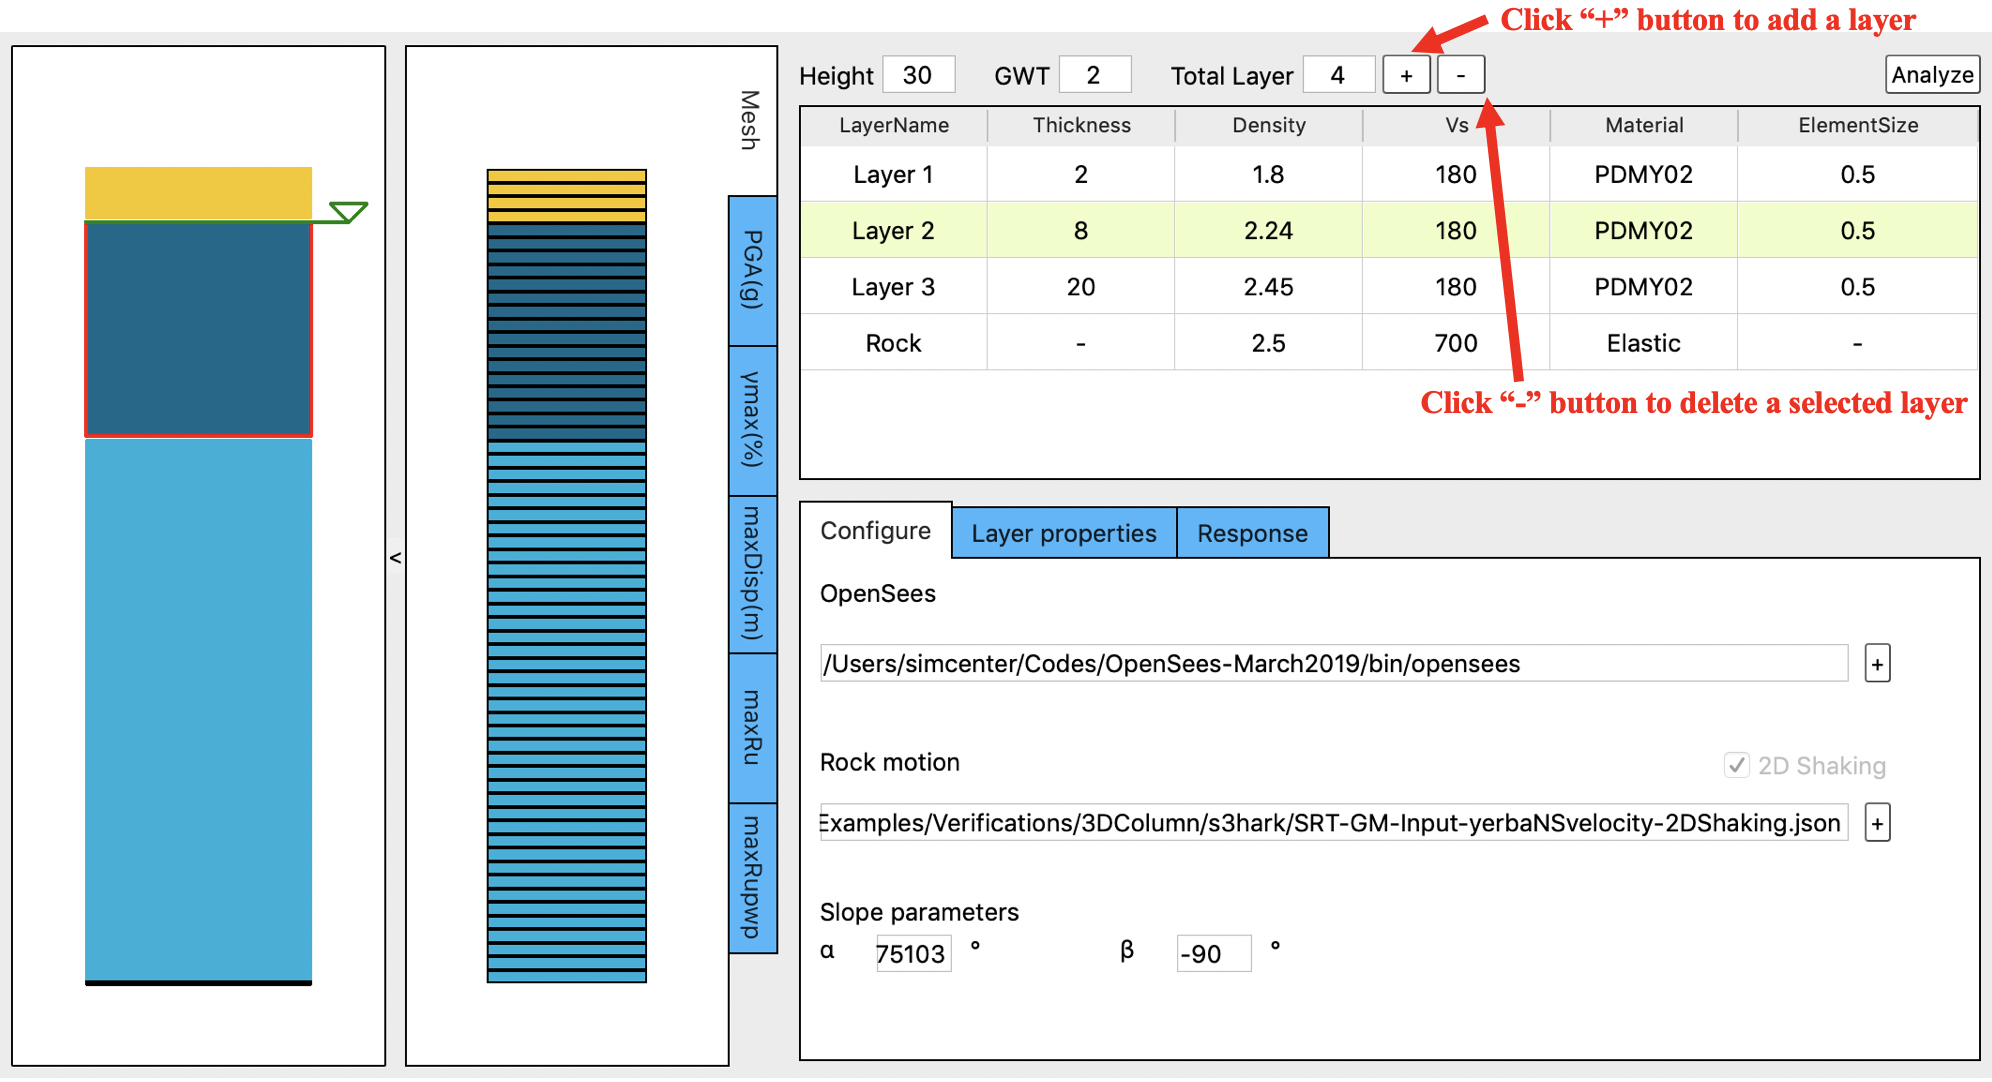 Click “+” button to add a layer
Height 30 GWT 2 Total Layer 4 + - Analyze
LayerName Thickness Density Vs Material ElementSize
Layer 1 2 1.8 180 PDMY02 0.5
Layer 2 8 2.24 180 PDMY02 0.5
Layer 3 20 2.45 180 PDMY02 0.5
Rock - 2.5 700 Elastic -
Click “-” button to delete a selected layer
<
Mesh
PGA(g)
γmax(%)
maxDisp(m)
maxRu
maxRupwp
Configure Layer properties Response
OpenSees
/Users/simcenter/Codes/OpenSees-March2019/bin/opensees +
Rock motion 2D Shaking
Examples/Verifications/3DColumn/s3hark/SRT-GM-Input-yerbaNSvelocity-2DShaking.json +
Slope parameters
α 75103 ° β -90 °